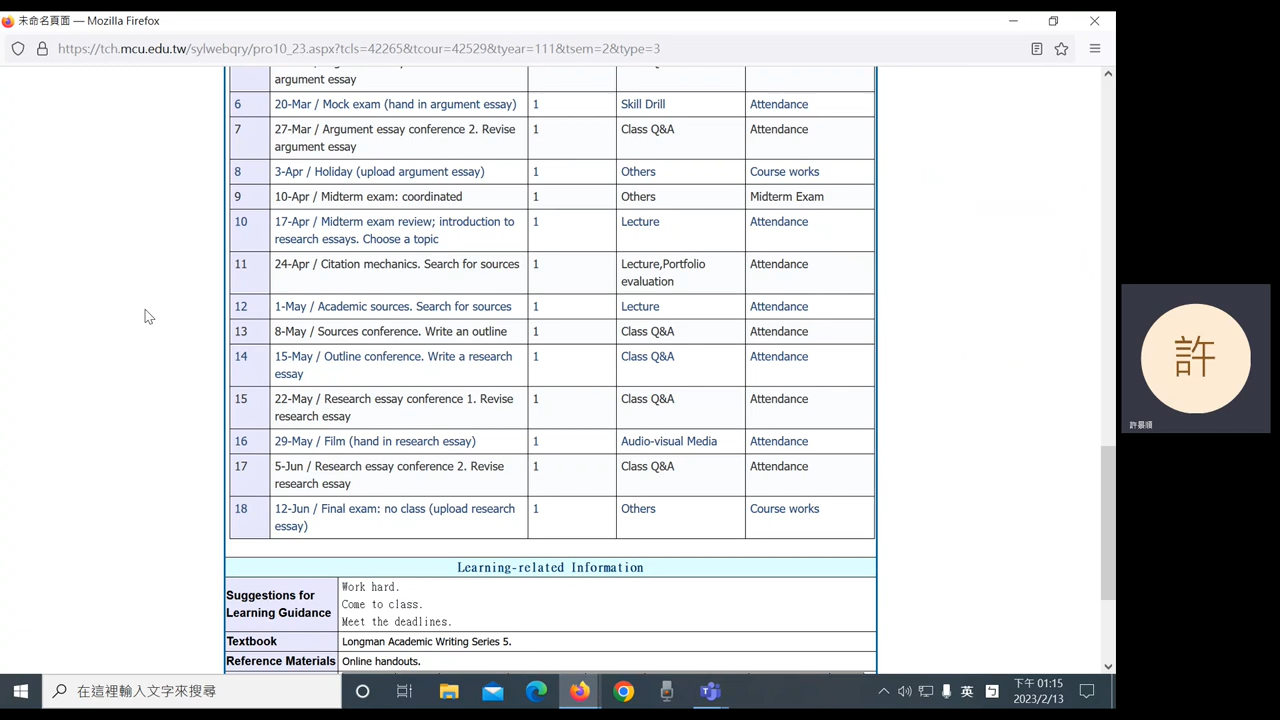 未命名頁面 — Mozilla Firefox
https://tch.mcu.edu.tw/sylwebqry/pro10_23.aspx?tcls=42265&tcour=42529&tyear=111&tsem=2&type=3
argument essay
6 20-Mar / Mock exam (hand in argument essay) 1 Skill Drill Attendance
7 27-Mar / Argument essay conference 2. Revise 1 Class Q&A Attendance
argument essay
8 3-Apr / Holiday (upload argument essay) 1 Others Course works
9 10-Apr / Midterm exam: coordinated 1 Others Midterm Exam
10 17-Apr / Midterm exam review; introduction to 1 Lecture Attendance
research essays. Choose a topic
11 24-Apr / Citation mechanics. Search for sources 1 Lecture,Portfolio Attendance
evaluation
12 1-May / Academic sources. Search for sources 1 Lecture Attendance
13 8-May / Sources conference. Write an outline 1 Class Q&A Attendance
14 15-May / Outline conference. Write a research 1 Class Q&A Attendance
essay
15 22-May / Research essay conference 1. Revise 1 Class Q&A Attendance
research essay
16 29-May / Film (hand in research essay) 1 Audio-visual Media Attendance
17 5-Jun / Research essay conference 2. Revise 1 Class Q&A Attendance
research essay
18 12-Jun / Final exam: no class (upload research 1 Others Course works
essay)
Learning-related Information
Suggestions for Learning Guidance
Work hard.
Come to class.
Meet the deadlines.
Textbook Longman Academic Writing Series 5.
Reference Materials Online handouts.
許
許景順
在這裡輸入文字來搜尋
英
下午 01:15
2023/2/13